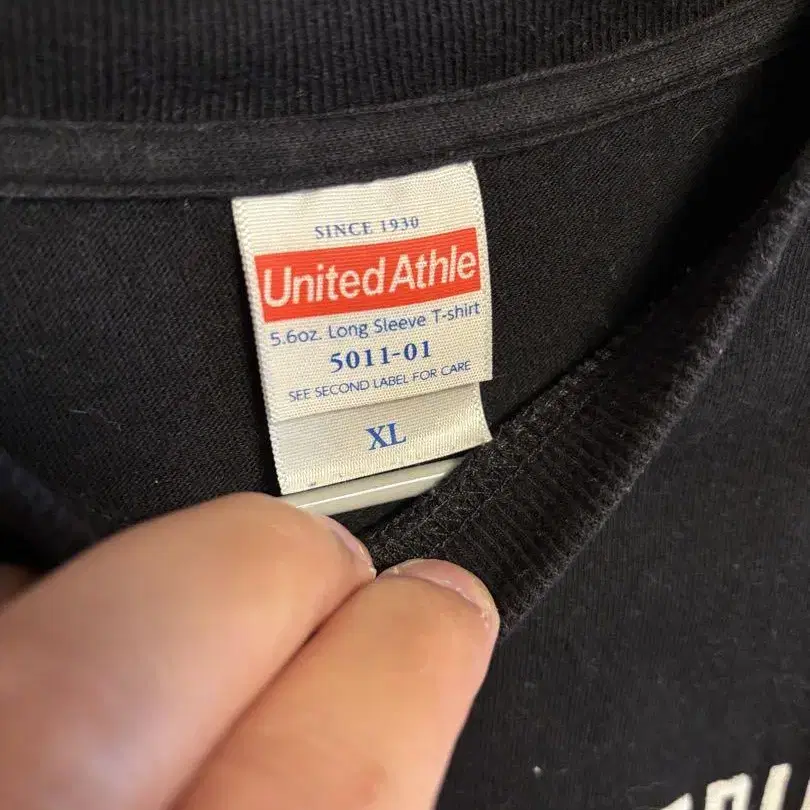 SINCE 1930
United Athle
5.6oz. Long Sleeve T-shirt
5011-01
SEE SECOND LABEL FOR CARE
XL